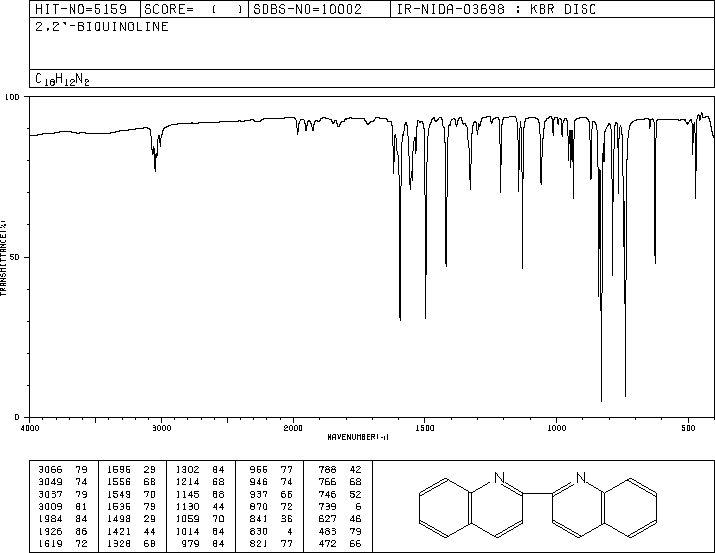 HIT-NO=5159 SCORE= ( ) SDBS-NO=10002 IR-NIDA-03698 : KBR DISC
2,2'-BIQUINOLINE
C18H12N2
100
50
0
TRANSMITTANCE(%)
4000 3000 2000 1500 1000 500
WAVENUMBER(-1)
3066 79 1596 29 1302 84 956 77 788 42
3049 74 1556 68 1214 68 946 74 766 68
3037 79 1549 70 1145 68 937 66 746 52
3009 81 1536 79 1130 44 870 72 739 6
1984 84 1498 29 1059 70 841 36 627 46
1926 86 1421 44 1014 84 830 4 483 79
1619 72 1328 68 979 84 821 77 472 66
N N